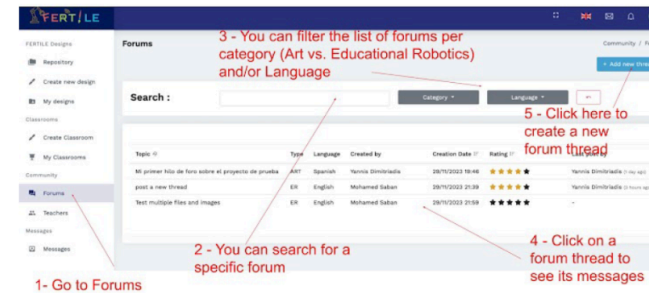 FERTILE
FERTILE Designs
Repository
Create new design
My designs
Classrooms
Create Classroom
My Classrooms
Community
Forums
Teachers
Messages
Messages
1- Go to Forums
Forums
Community / Fo
3 - You can filter the list of forums per
category (Art vs. Educational Robotics)
and/or Language
+ Add new threa
Search :
Category
Language
5 - Click here to
create a new
forum thread
Topic Type Language Created by Creation Date Rating Last post by
Mi primer hilo de foro sobre el proyecto de prueba ART Spanish Yannis Dimitriadis 28/11/2023 19:46 Yannis Dimitriadis (1 day ago)
post a new thread ER English Mohamed Saban 29/11/2023 21:39 Yannis Dimitriadis (5 hours ago
Test multiple files and images ER English Mohamed Saban 29/11/2023 21:59 -
2 - You can search for a
specific forum
4 - Click on a
forum thread to
see its messages